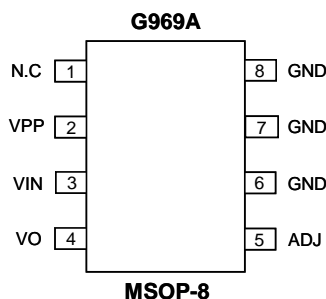 G969A
N.C 1 8 GND
VPP 2 7 GND
VIN 3 6 GND
VO 4 5 ADJ
MSOP-8